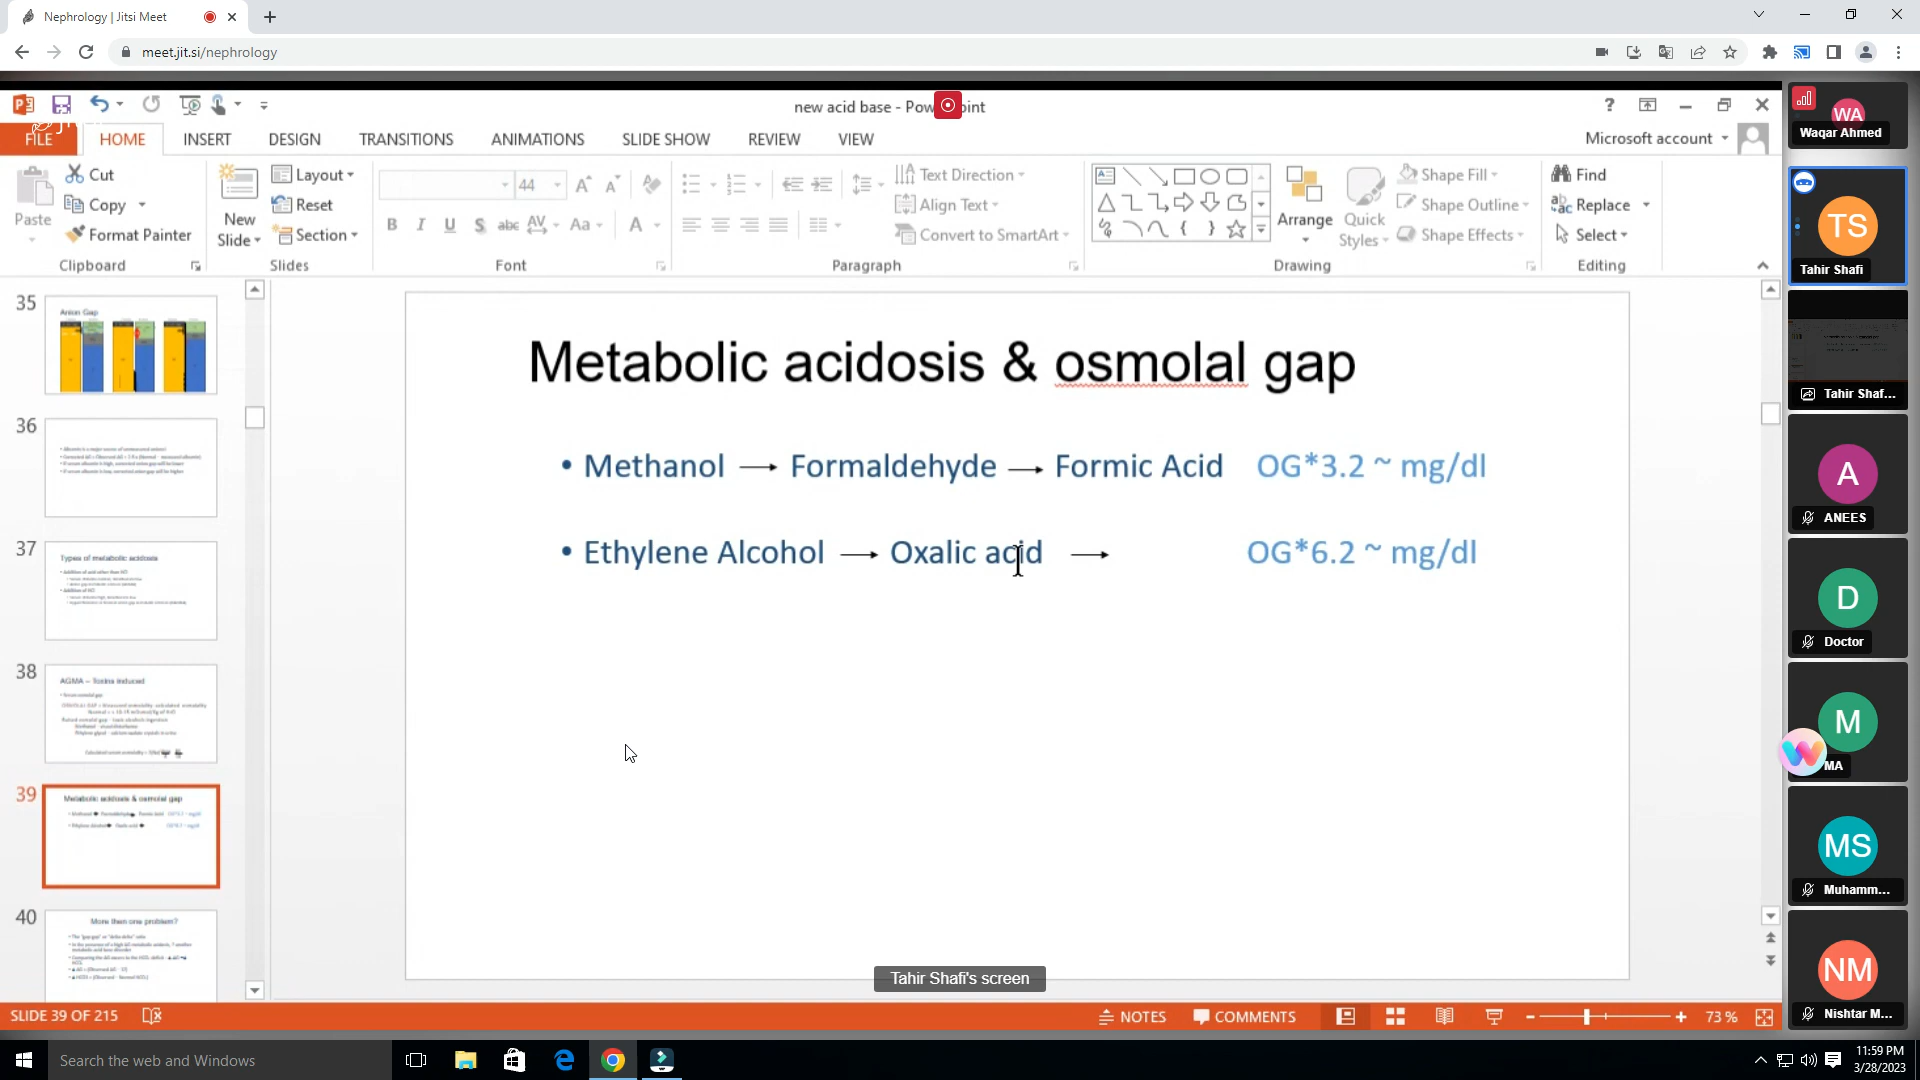 Nephrology | Jitsi Meet
meet.jit.si/nephrology
new acid base - Pow int
Microsoft account
FILE HOME INSERT DESIGN TRANSITIONS ANIMATIONS SLIDE SHOW REVIEW VIEW
Paste
Cut
Copy
Format Painter
Clipboard
New Slide
Layout
Reset
Section
Slides
44
B I U S abc AV Aa A
Font
Text Direction
Align Text
Convert to SmartArt
Paragraph
Arrange
Quick Styles
Shape Fill
Shape Outline
Shape Effects
Drawing
Find
Replace
Select
Editing
35
Anion Gap
36
37
Types of metabolic acidosis
38
AGMA – Toxins induced
39
Metabolic acidosis & osmolal gap
40
More then one problem?
Metabolic acidosis & osmolal gap
• Methanol → Formaldehyde → Formic Acid OG*3.2 ~ mg/dl
• Ethylene Alcohol → Oxalic acid → OG*6.2 ~ mg/dl
Tahir Shafi's screen
SLIDE 39 OF 215
NOTES COMMENTS 73 %
WA
Waqar Ahmed
TS
Tahir Shafi
Tahir Shaf...
A
ANEES
D
Doctor
M
MA
MS
Muhamm...
NM
Nishtar M...
Search the web and Windows
11:59 PM
3/28/2023